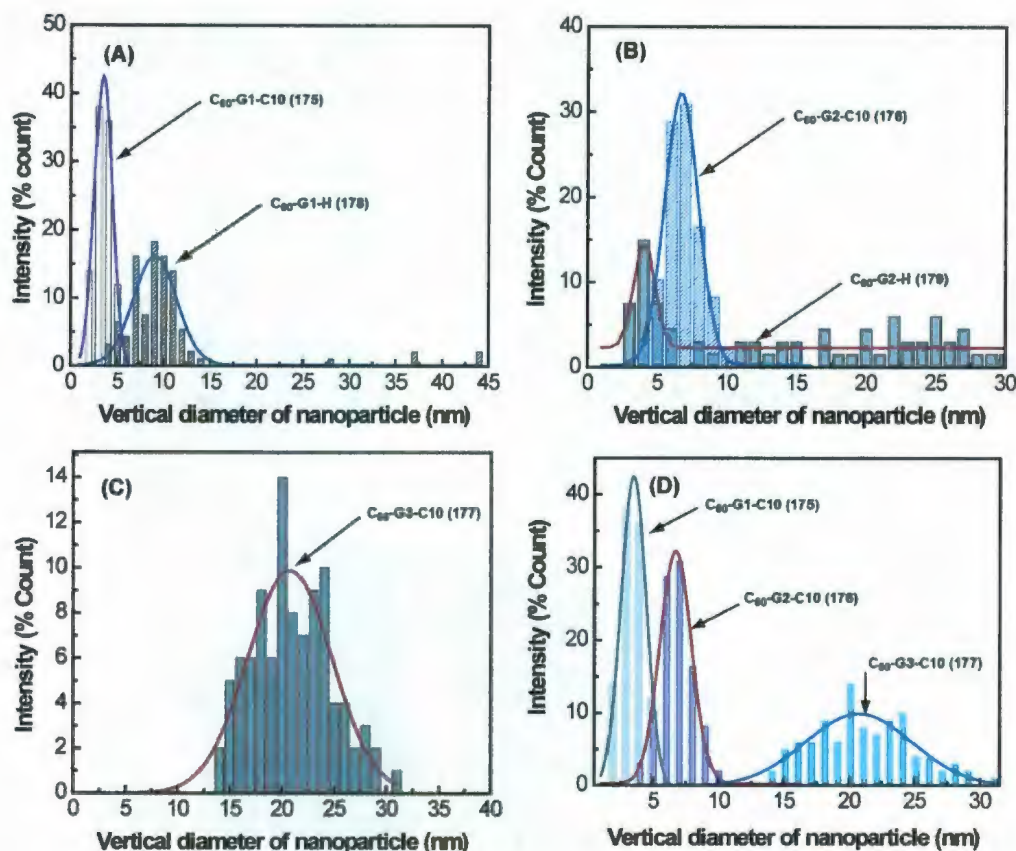 50
40
30
20
10
0
1 5 10 15 20 25 30 35 40 45
Intensity (% count)
Vertical diameter of nanoparticle (nm)
(A)
C60-G1-C10 (175)
C60-G1-H (178)
40
30
20
10
0
0 5 10 15 20 25 30
Intensity (% Count)
Vertical diameter of nanoparticle (nm)
(B)
C60-G2-C10 (176)
C60-G2-H (179)
14
12
10
8
6
4
2
0
5 10 15 20 25 30 35 40
Intensity (% Count)
Vertical diameter of nanoparticle (nm)
(C)
C60-G3-C10 (177)
40
30
20
10
0
5 10 15 20 25 30
Intensity (% Count)
Vertical diameter of nanoparticle (nm)
(D)
C60-G1-C10 (175)
C60-G2-C10 (176)
C60-G3-C10 (177)